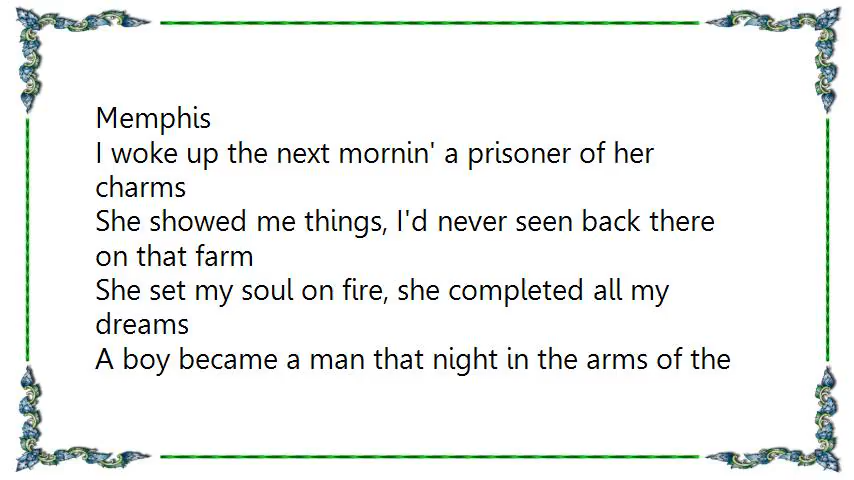 Memphis
I woke up the next mornin' a prisoner of her
charms
She showed me things, I'd never seen back there
on that farm
She set my soul on fire, she completed all my
dreams
A boy became a man that night in the arms of the